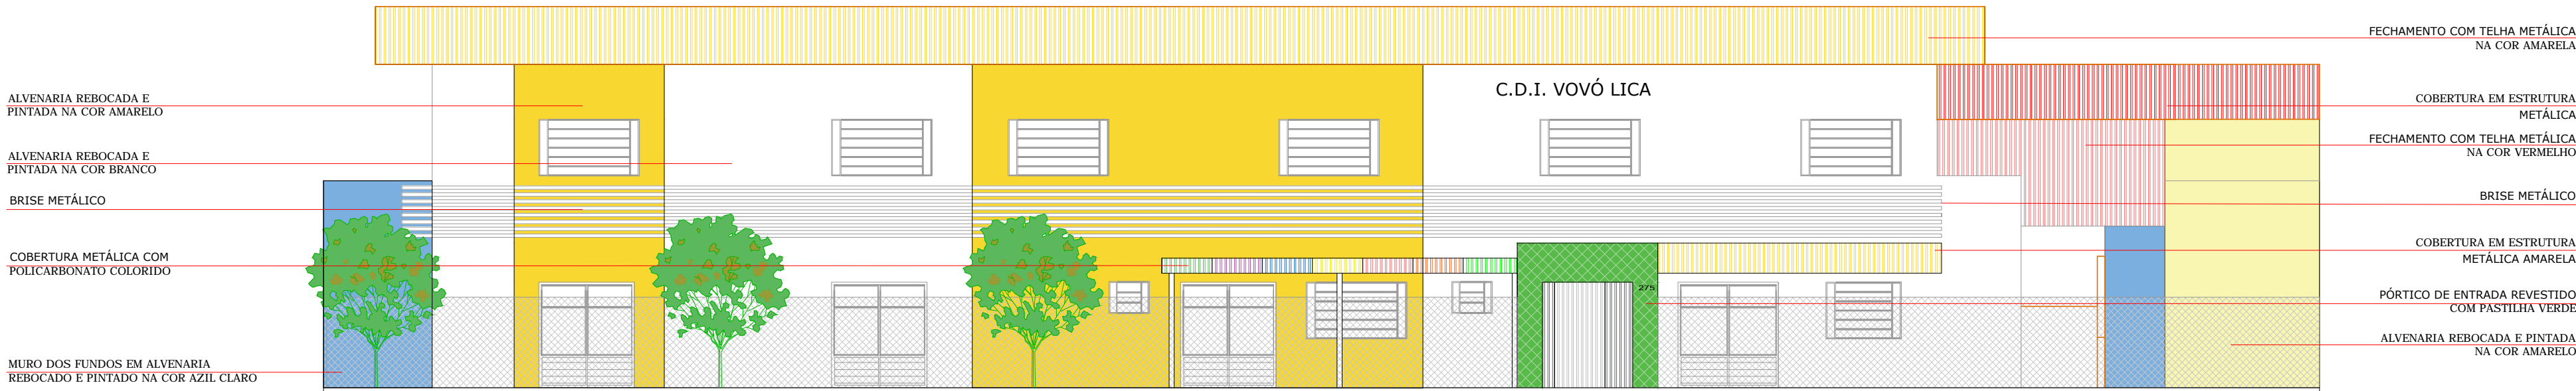 ALVENARIA REBOCADA E
PINTADA NA COR AMARELO
ALVENARIA REBOCADA E
PINTADA NA COR BRANCO
BRISE METÁLICO
COBERTURA METÁLICA COM
POLICARBONATO COLORIDO
MURO DOS FUNDOS EM ALVENARIA
REBOCADO E PINTADO NA COR AZIL CLARO
C.D.I. VOVÓ LICA
275
FECHAMENTO COM TELHA METÁLICA
NA COR AMARELA
COBERTURA EM ESTRUTURA
METÁLICA
FECHAMENTO COM TELHA METÁLICA
NA COR VERMELHO
BRISE METÁLICO
COBERTURA EM ESTRUTURA
METÁLICA AMARELA
PÓRTICO DE ENTRADA REVESTIDO
COM PASTILHA VERDE
ALVENARIA REBOCADA E PINTADA
NA COR AMARELO